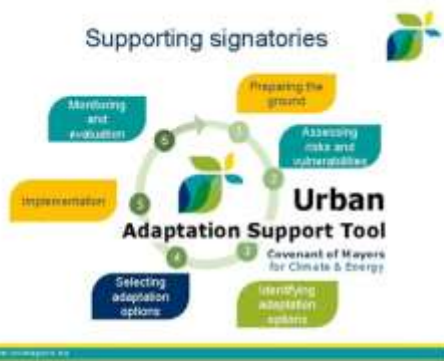 Supporting signatories
Preparing the
ground
Monitoring
and
evaluation
Assessing
risks and
vulnerabilities
6
1
2
Implementation
5
Urban
Adaptation Support Tool
Covenant of Mayors
for Climate & Energy
4
3
Selecting
adaptation
options
Identifying
adaptation
options